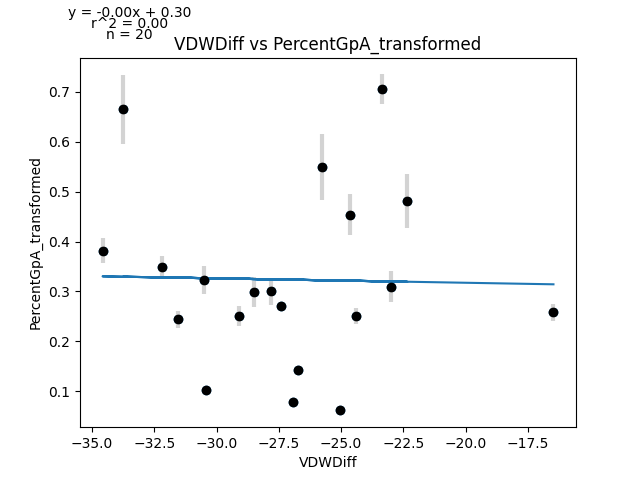 y = -0.00x + 0.30
r^2 = 0.00
n = 20
VDWDiff vs PercentGpA_transformed
PercentGpA_transformed
0.7
0.6
0.5
0.4
0.3
0.2
0.1
−35.0 −32.5 −30.0 −27.5 −25.0 −22.5 −20.0 −17.5
VDWDiff